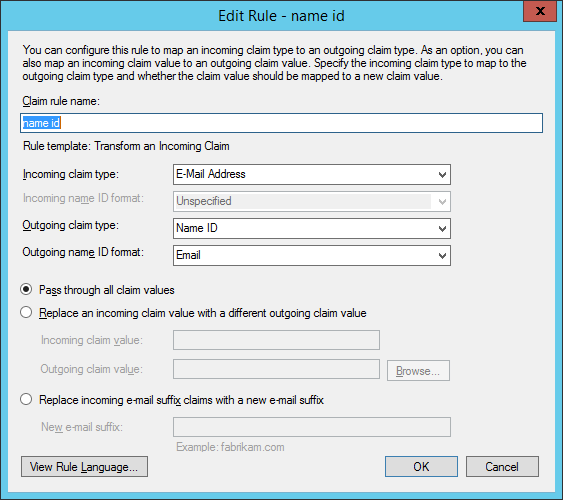 Edit Rule - name id
x
You can configure this rule to map an incoming claim type to an outgoing claim type. As an option, you can
also map an incoming claim value to an outgoing claim value. Specify the incoming claim type to map to the
outgoing claim type and whether the claim value should be mapped to a new claim value.
Claim rule name:
name id
Rule template: Transform an Incoming Claim
Incoming claim type: E-Mail Address
Incoming name ID format: Unspecified
Outgoing claim type: Name ID
Outgoing name ID format: Email
Pass through all claim values
Replace an incoming claim value with a different outgoing claim value
Incoming claim value:
Outgoing claim value: Browse...
Replace incoming e-mail suffix claims with a new e-mail suffix
New e-mail suffix:
Example: fabrikam.com
View Rule Language... OK Cancel